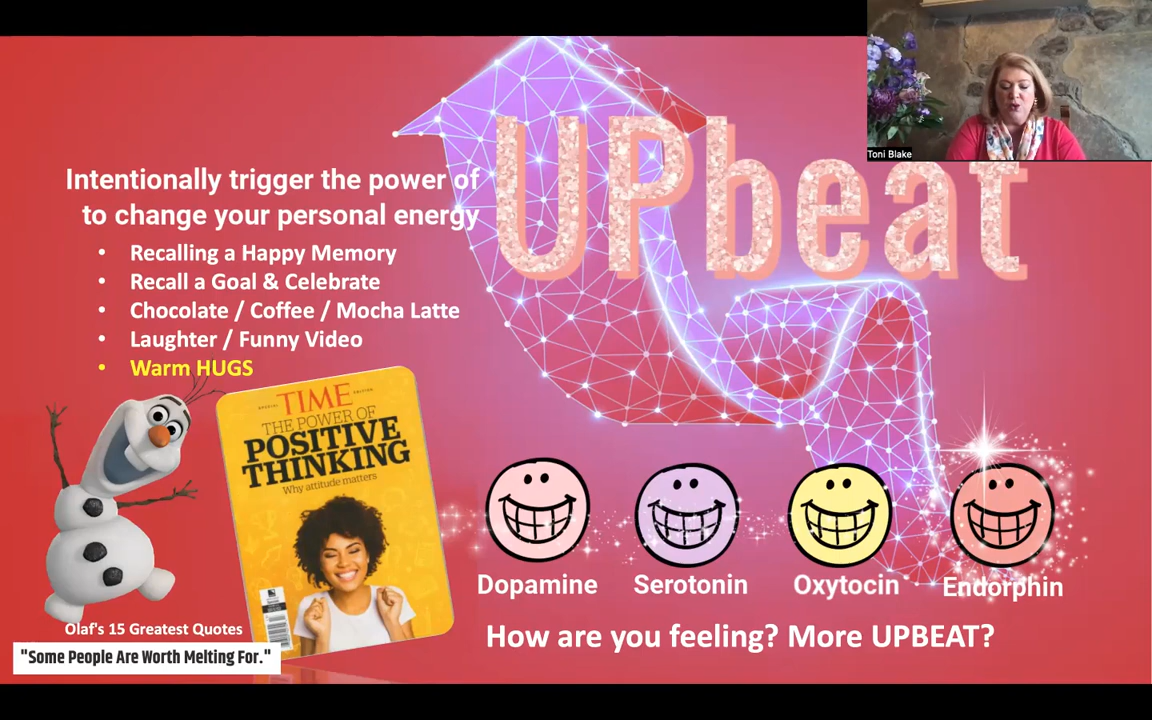 Toni Blake
UPbeat
Intentionally trigger the power of
to change your personal energy
• Recalling a Happy Memory
• Recall a Goal & Celebrate
• Chocolate / Coffee / Mocha Latte
• Laughter / Funny Video
• Warm HUGS
SPECIAL TIME EDITION
THE POWER OF
POSITIVE
THINKING
Why attitude matters
Dopamine Serotonin Oxytocin Endorphin
Olaf's 15 Greatest Quotes
"Some People Are Worth Melting For."
How are you feeling? More UPBEAT?